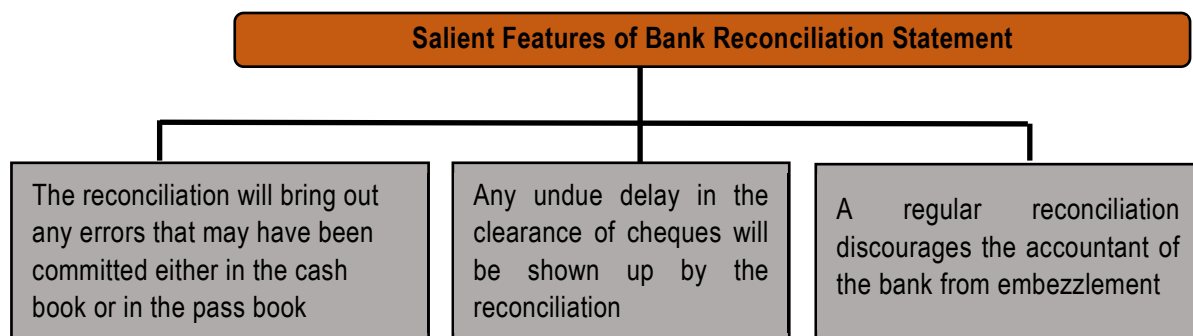 Salient Features of Bank Reconciliation Statement
The reconciliation will bring out
any errors that may have been
committed either in the cash
book or in the pass book
Any undue delay in the
clearance of cheques will
be shown up by the
reconciliation
A regular reconciliation
discourages the accountant of
the bank from embezzlement